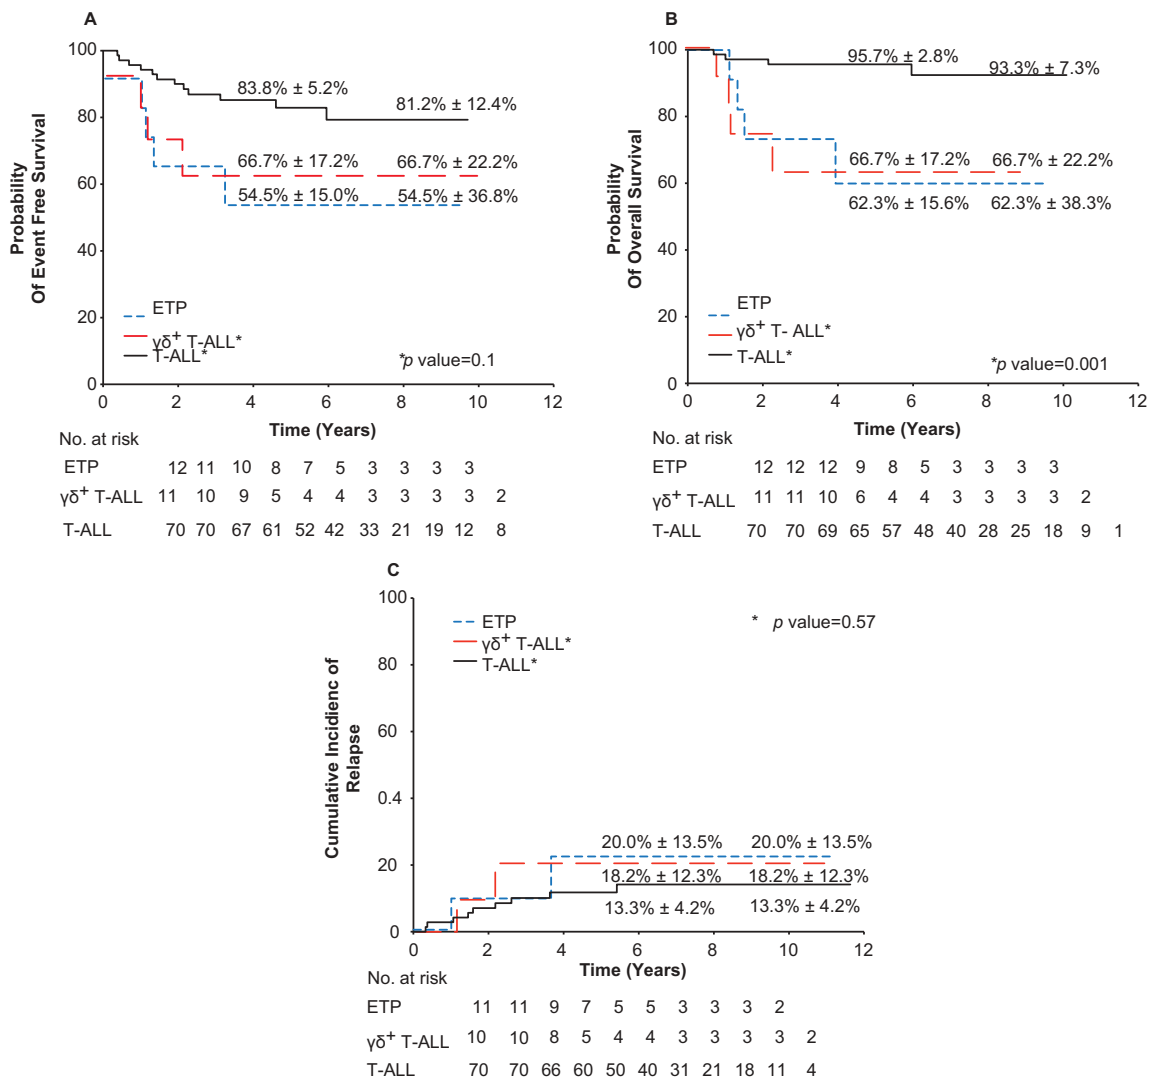 A
Probability
Of Event Free Survival
100
80
60
40
20
0
83.8% ± 5.2%
81.2% ± 12.4%
66.7% ± 17.2%
66.7% ± 22.2%
54.5% ± 15.0%
54.5% ± 36.8%
ETP
γδ+ T-ALL*
T-ALL*
*p value=0.1
0 2 4 6 8 10 12
Time (Years)
No. at risk
ETP 12 11 10 8 7 5 3 3 3 3
γδ+ T-ALL 11 10 9 5 4 4 3 3 3 3 2
T-ALL 70 70 67 61 52 42 33 21 19 12 8
B
Probability
Of Overall Survival
100
80
60
40
20
0
95.7% ± 2.8%
93.3% ± 7.3%
66.7% ± 17.2%
66.7% ± 22.2%
62.3% ± 15.6%
62.3% ± 38.3%
ETP
γδ+ T- ALL*
T-ALL*
*p value=0.001
0 2 4 6 8 10 12
Time (Years)
No. at risk
ETP 12 12 12 9 8 5 3 3 3 3
γδ+ T-ALL 11 11 10 6 4 4 3 3 3 3 2
T-ALL 70 70 69 65 57 48 40 28 25 18 9 1
C
Cumulative Incidienc of
Relapse
100
80
60
0.4
20
0
ETP
γδ+ T-ALL*
T-ALL*
* p value=0.57
20.0% ± 13.5%
20.0% ± 13.5%
18.2% ± 12.3%
18.2% ± 12.3%
13.3% ± 4.2%
13.3% ± 4.2%
0 2 4 6 8 10 12
Time (Years)
No. at risk
ETP 11 11 9 7 5 5 3 3 3 2
γδ+ T-ALL 10 10 8 5 4 4 3 3 3 3 2
T-ALL 70 70 66 60 50 40 31 21 18 11 4